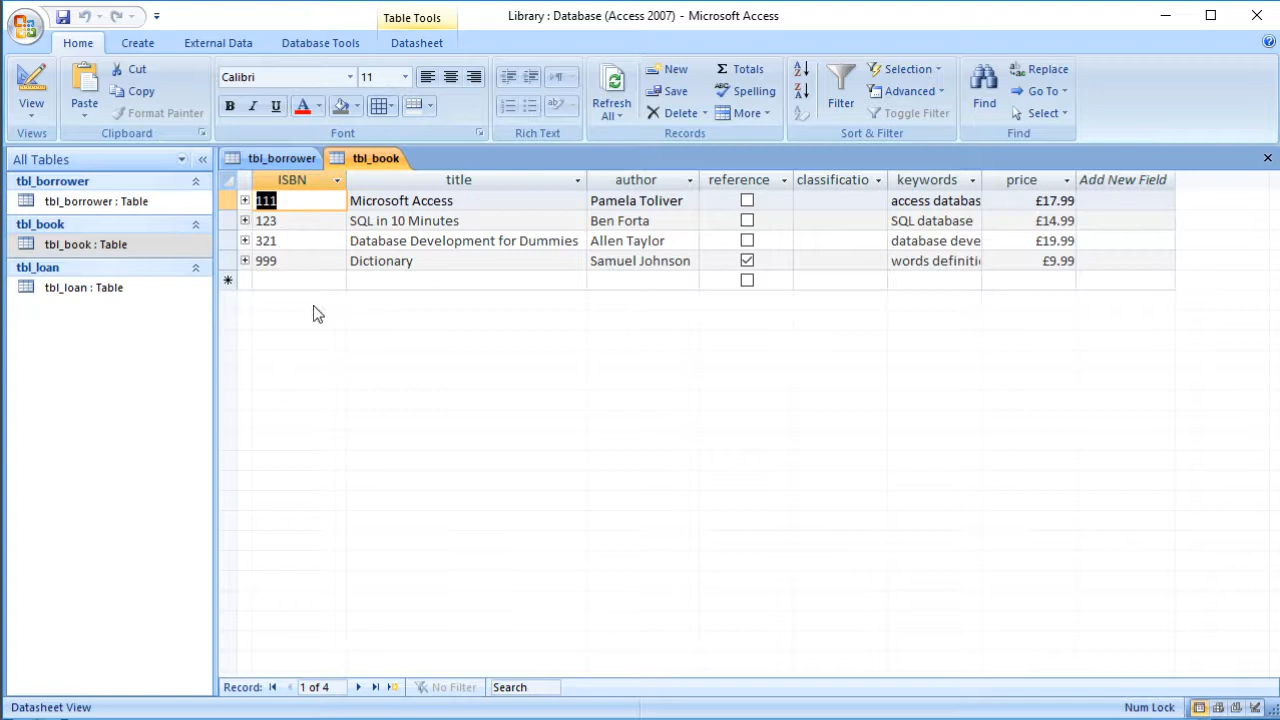 Table Tools
Library : Database (Access 2007) - Microsoft Access
Home Create External Data Database Tools Datasheet
View
Views
Paste
Cut
Copy
Format Painter
Clipboard
Calibri 11
B I U A
Font
Rich Text
Refresh All
New
Save
Delete
Totals
Spelling
More
Records
Filter
Selection
Advanced
Toggle Filter
Sort & Filter
Find
Replace
Go To
Select
Find
All Tables
tbl_borrower
tbl_borrower : Table
tbl_book
tbl_book : Table
tbl_loan
tbl_loan : Table
tbl_borrower tbl_book
ISBN title author reference classificatio keywords price Add New Field
111 Microsoft Access Pamela Toliver access databas £17.99
123 SQL in 10 Minutes Ben Forta SQL database £14.99
321 Database Development for Dummies Allen Taylor database deve £19.99
999 Dictionary Samuel Johnson words definiti £9.99
Record: 1 of 4 No Filter Search
Datasheet View Num Lock